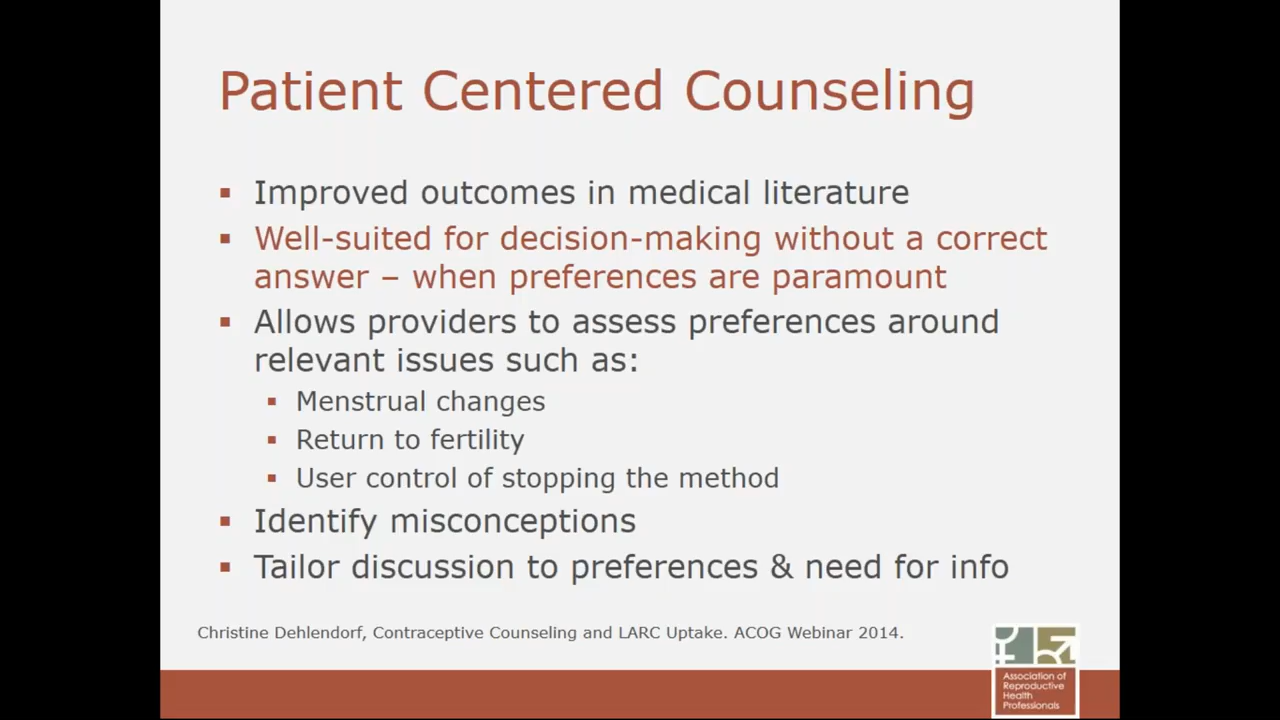 Patient Centered Counseling
▪ Improved outcomes in medical literature
▪ Well-suited for decision-making without a correct
answer – when preferences are paramount
▪ Allows providers to assess preferences around
relevant issues such as:
▪ Menstrual changes
▪ Return to fertility
▪ User control of stopping the method
▪ Identify misconceptions
▪ Tailor discussion to preferences & need for info
Christine Dehlendorf, Contraceptive Counseling and LARC Uptake. ACOG Webinar 2014.
Association of
Reproductive
Health
Professionals